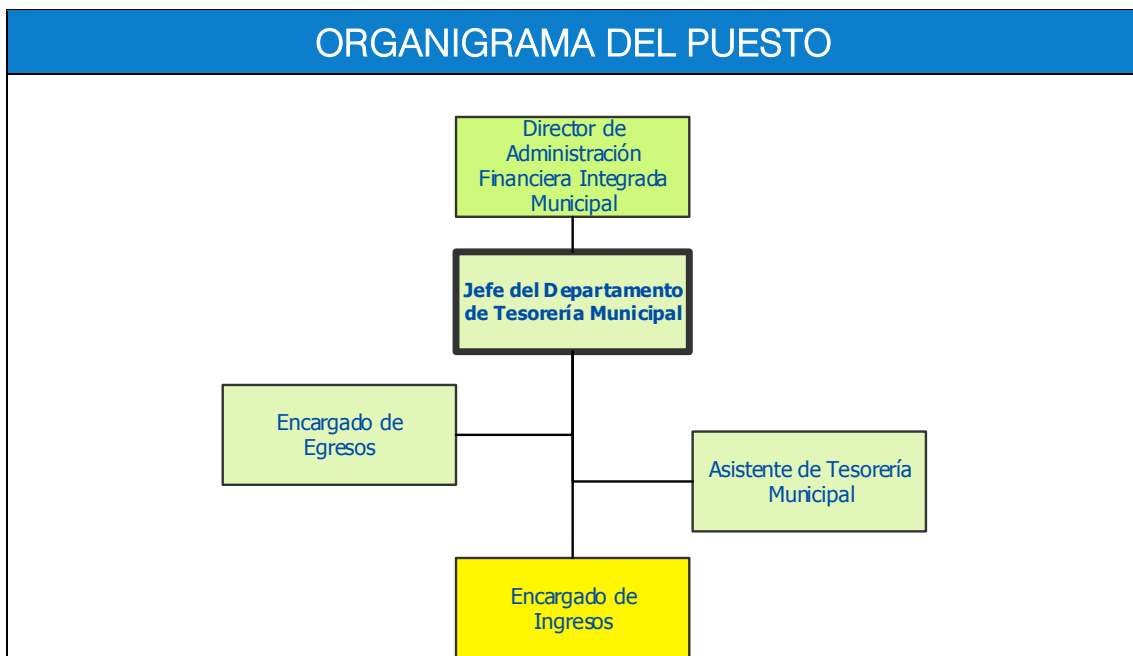 ORGANIGRAMA DEL PUESTO
Director de
Administración
Financiera Integrada
Municipal
Jefe del Departamento
de Tesorería Municipal
Encargado de
Egresos
Asistente de Tesorería
Municipal
Encargado de
Ingresos